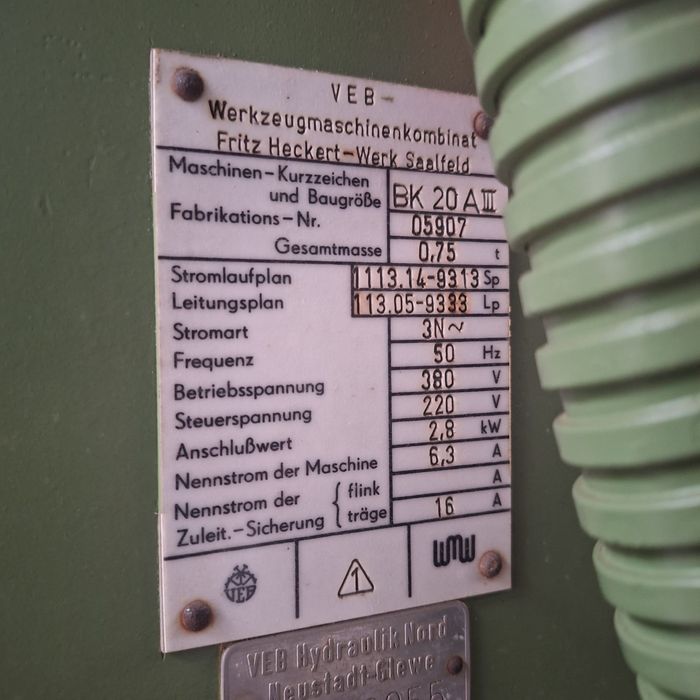 VEB-
Werkzeugmaschinenkombinat
Fritz Heckert-Werk Saalfeld
Maschinen-Kurzzeichen
und Baugröße BK 20 A III
Fabrikations-Nr. 05907
Gesamtmasse 0,75 t
Stromlaufplan 1113.14-9313 Sp
Leitungsplan 113.05-9333 Lp
Stromart 3N~
Frequenz 50 Hz
Betriebsspannung 380 V
Steuerspannung 220 V
Anschlußwert 2,8 kW
Nennstrom der Maschine 6,3 A
Nennstrom der { flink A
Zuleit.-Sicherung { träge 16 A
VEB 1 WMW
VEB Hydraulik Nord
Neustadt-Glewe